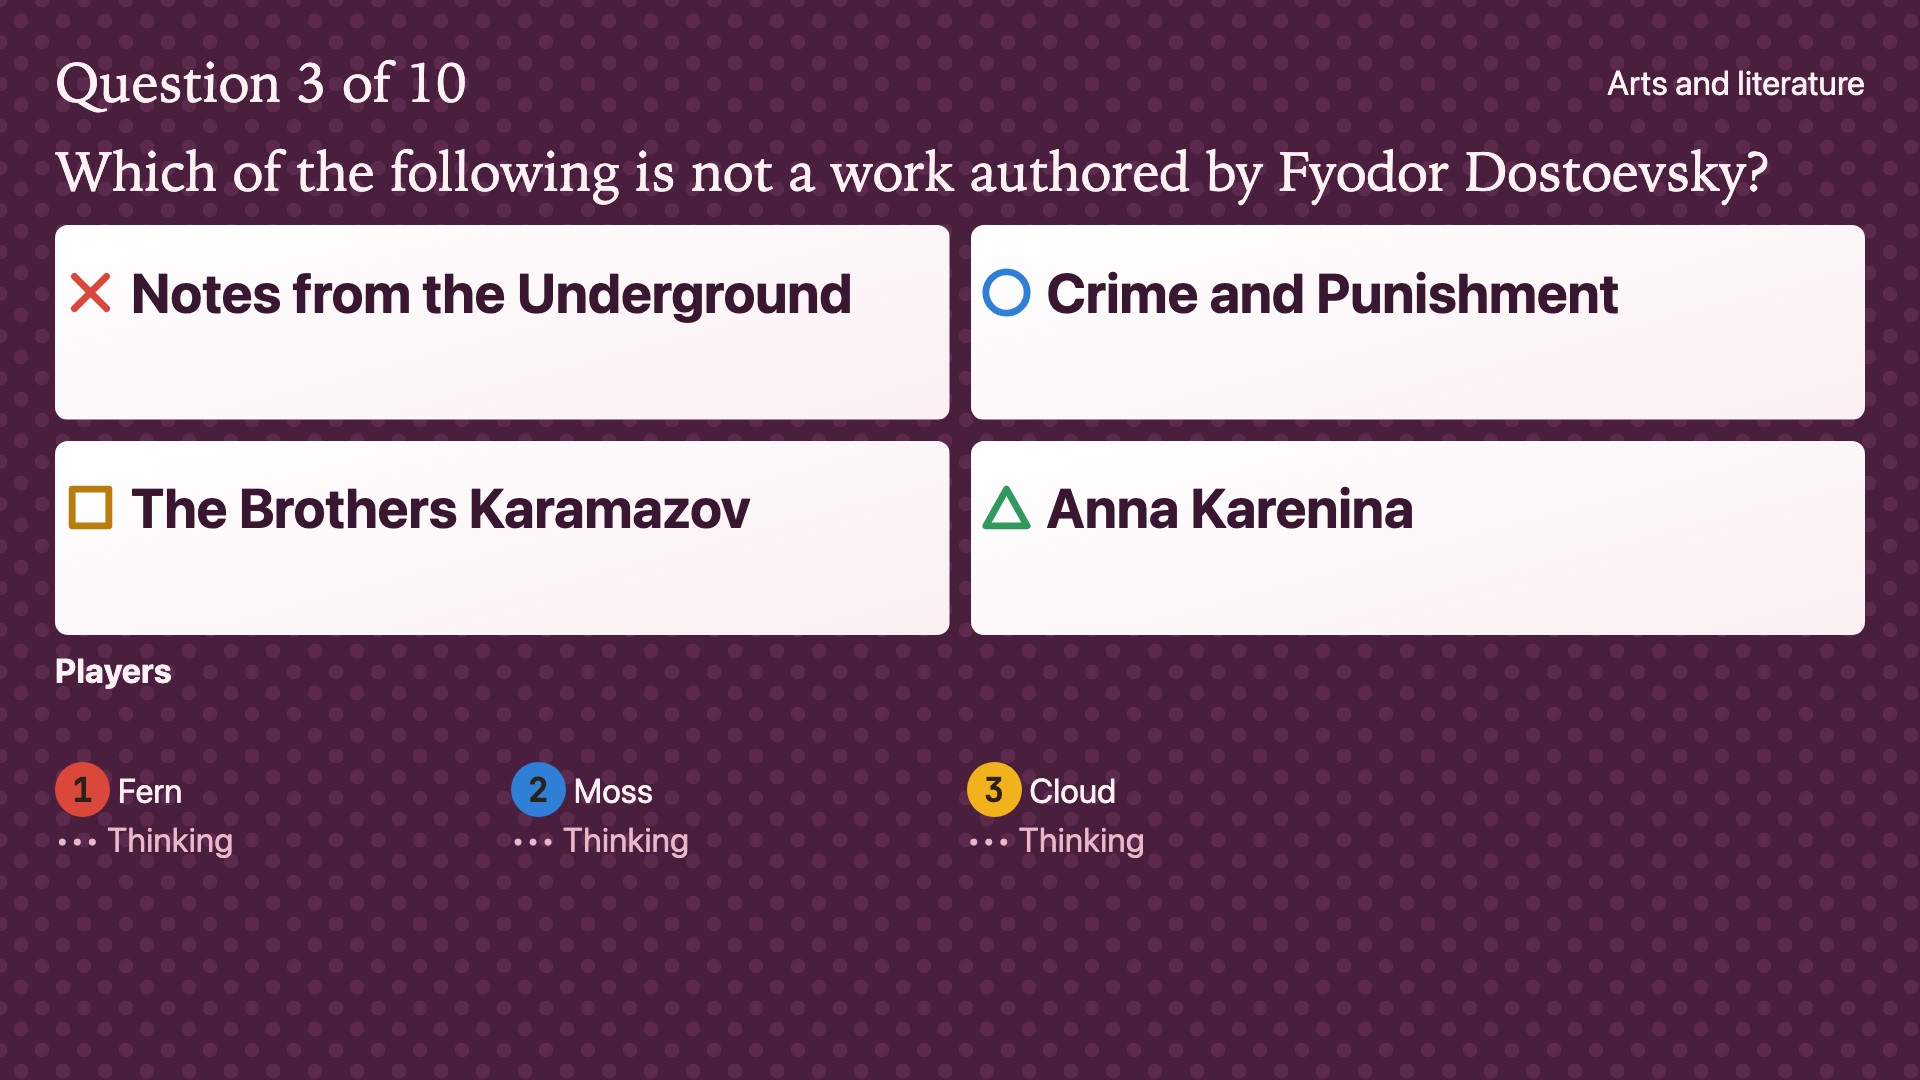 Question 3 of 10
Arts and literature
Which of the following is not a work authored by Fyodor Dostoevsky?
Notes from the Underground
Crime and Punishment
The Brothers Karamazov
Anna Karenina
Players
1 Fern
2 Moss
3 Cloud
••• Thinking
••• Thinking
••• Thinking